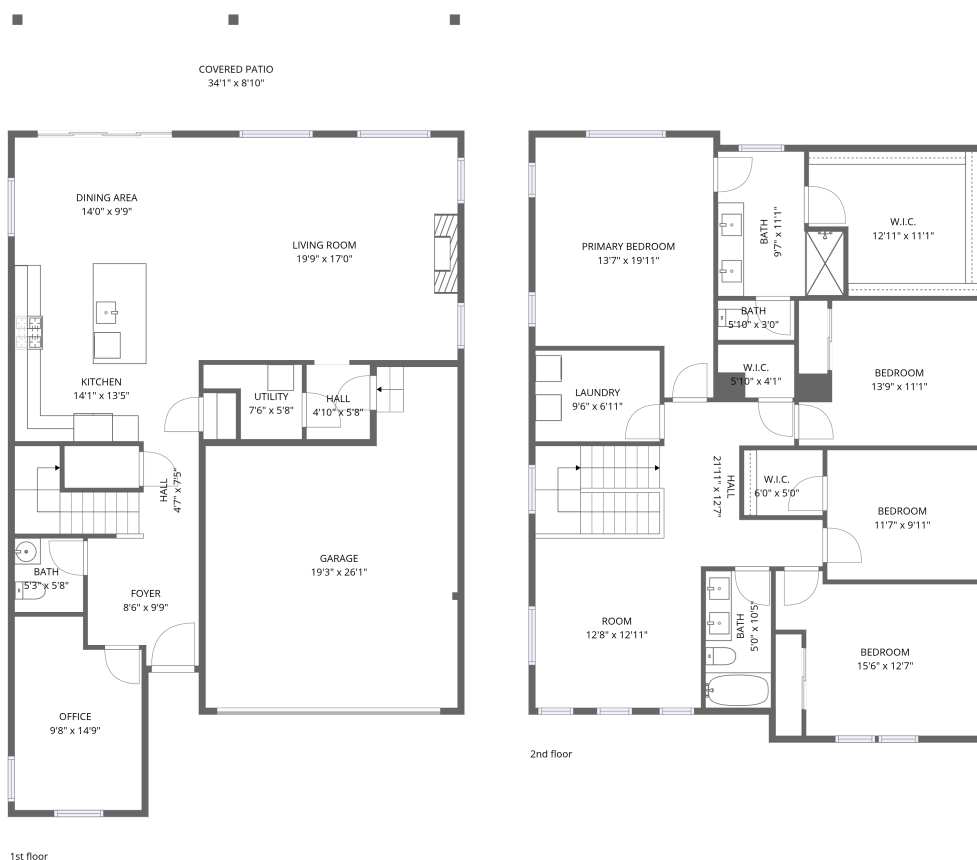 COVERED PATIO
34'1" x 8'10"
DINING AREA
14'0" x 9'9"
LIVING ROOM
19'9" x 17'0"
KITCHEN
14'1" x 13'5"
UTILITY
7'6" x 5'8"
HALL
4'10" x 5'8"
HALL
4'7" x 7'5"
GARAGE
19'3" x 26'1"
BATH
5'3" x 5'8"
FOYER
8'6" x 9'9"
OFFICE
9'8" x 14'9"
1st floor
PRIMARY BEDROOM
13'7" x 19'11"
BATH
9'7" x 11'1"
W.I.C.
12'11" x 11'1"
BATH
5'10" x 3'0"
W.I.C.
5'10" x 4'1"
BEDROOM
13'9" x 11'1"
LAUNDRY
9'6" x 6'11"
HALL
21'11" x 12'7"
W.I.C.
6'0" x 5'0"
BEDROOM
11'7" x 9'11"
ROOM
12'8" x 12'11"
BATH
5'0" x 10'5"
BEDROOM
15'6" x 12'7"
2nd floor